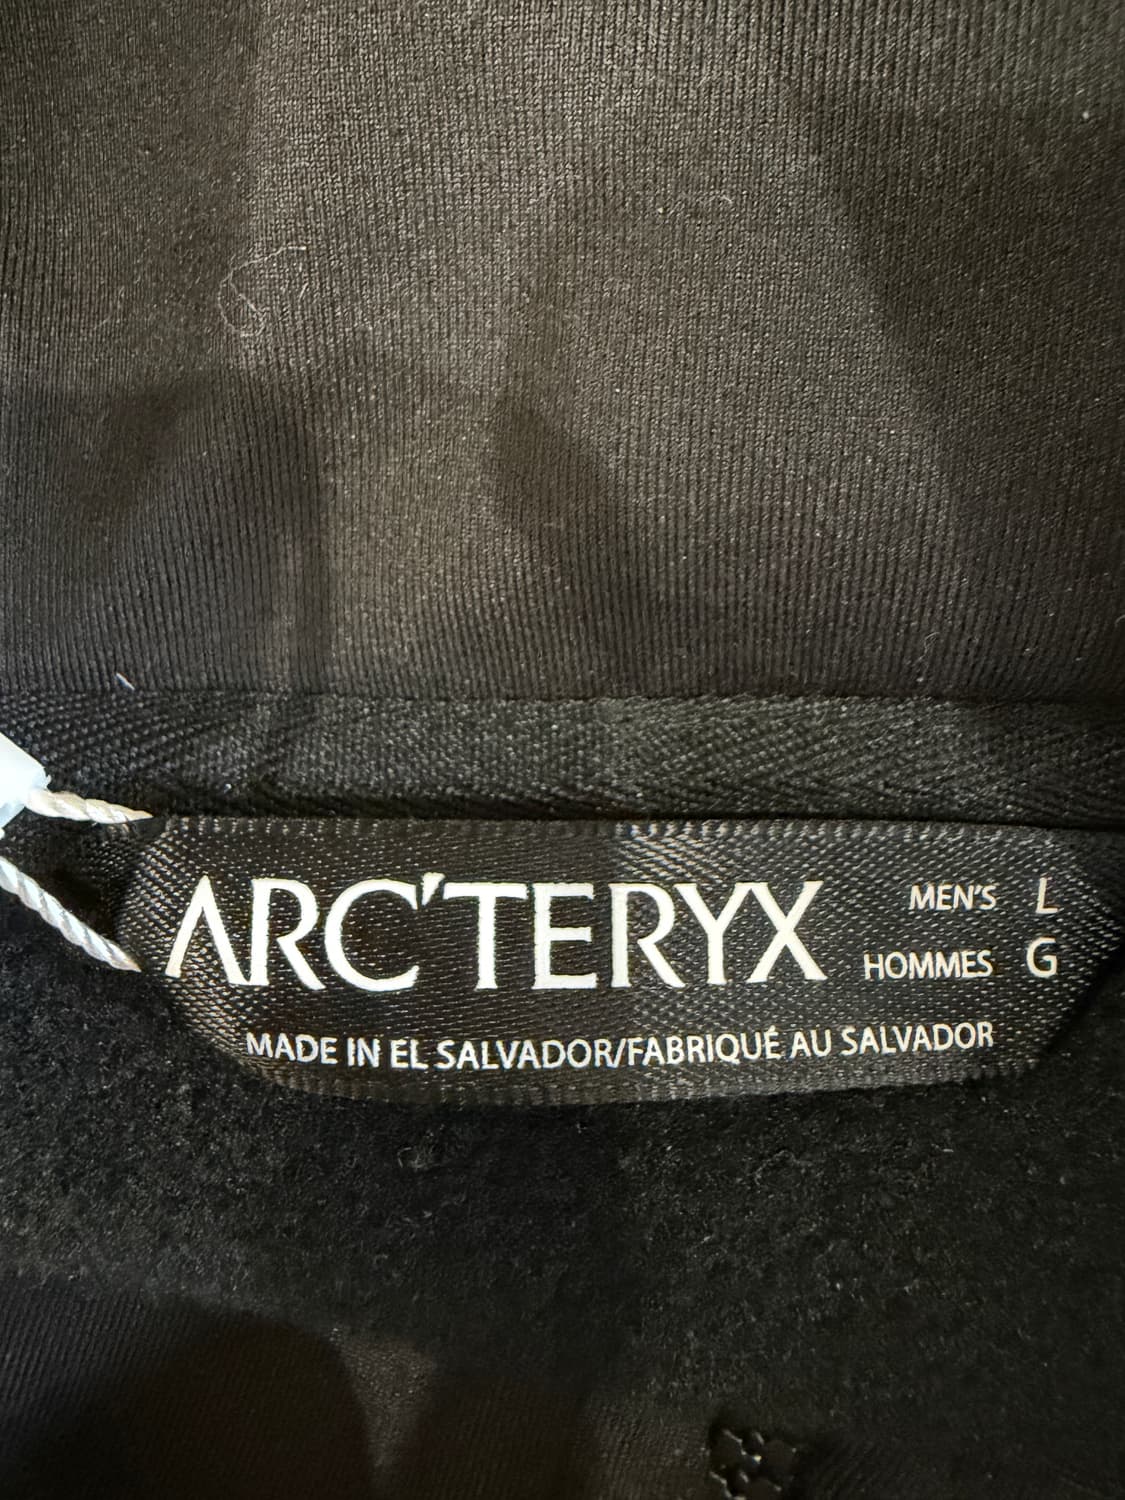 ARC'TERYX MEN'S L
HOMMES G
MADE IN EL SALVADOR/FABRIQUÉ AU SALVADOR